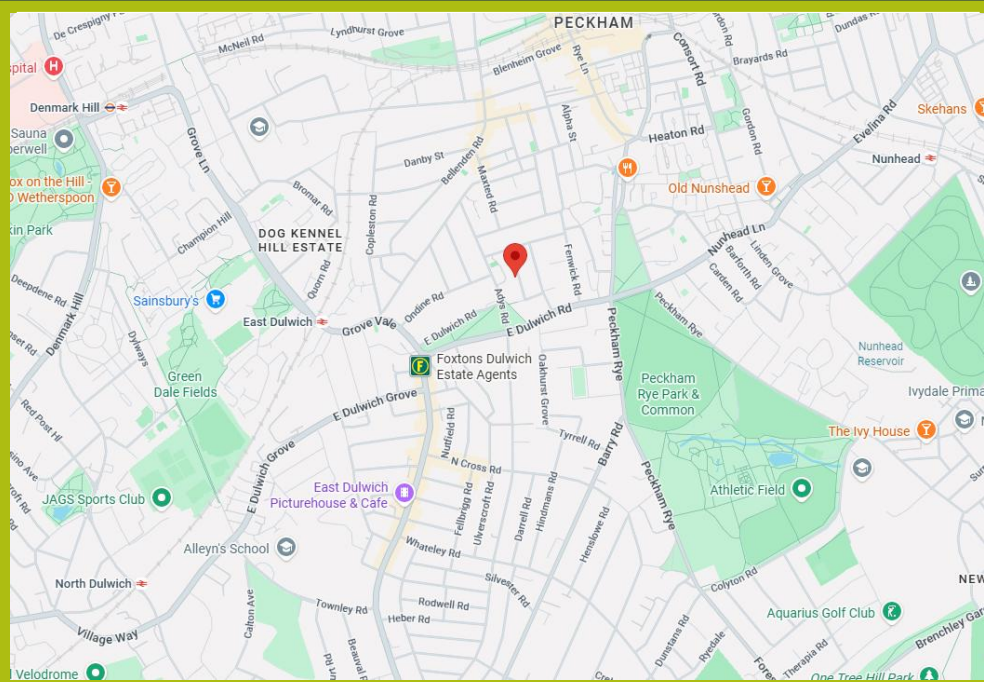 PECKHAM
De Crespigny P
Lyndhurst Grove
McNeil Rd
Blenheim Grove
Rye Ln
Consort Rd
Brayards Rd
Dundas Rd
spital
H
Denmark Hill
Grove Ln
Alpha St
Gordon Rd
Evelina Rd
Skehans
Sauna
Heaton Rd
Danby St
Bellenden Rd
Nunhead
ox on the Hill -
Wetherspoon
Bromar Rd
Maxted Rd
Old Nunshead
kin Park
Champion Hill
Copleston Rd
DOG KENNEL
HILL ESTATE
Nunhead Ln
Linden Grove
Barforth Rd
Carden Rd
Fenwick Rd
Deepdene Rd
Quorn Rd
Sainsbury's
Ondine Rd
Adys Rd
Peckham Rye
Denmark Hill
East Dulwich
Grove Vale
E Dulwich Rd
E Dulwich Rd
Peckham Rye
Dylways
Nunhead
Reservoir
Foxtons Dulwich
Estate Agents
Oakhurst Grove
Green
Dale Fields
Peckham
Rye Park &
Common
Ivydale Prima
E Dulwich Grove
Red Post Hl
Nutfield Rd
Tyrrell Rd
Barry Rd
The Ivy House
N Cross Rd
Peckham Rye
E Dulwich Grove
East Dulwich
Picturehouse & Cafe
JAGS Sports Club
Athletic Field
Fellbrigg Rd
Ulverscroft Rd
Darrell Rd
Hindmans Rd
Henslowe Rd
Alleyn's School
Whateley Rd
North Dulwich
Silvester Rd
Colyton Rd
NEW
Calton Ave
Townley Rd
Rodwell Rd
Heber Rd
Aquarius Golf Club
Village Way
Beauval
Dunstans Rd
Ryedale
Therapia Rd
Brenchley Gar
Velodrome
One Tree Hill Park